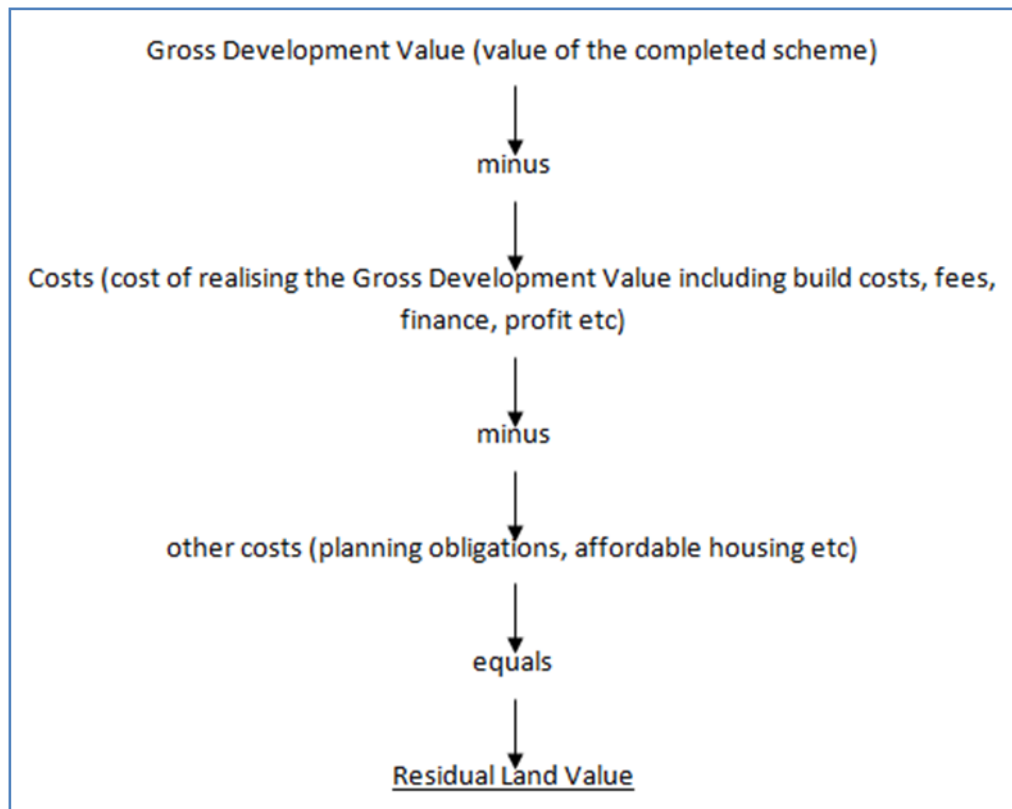 Gross Development Value (value of the completed scheme)
minus
Costs (cost of realising the Gross Development Value including build costs, fees,
finance, profit etc)
minus
other costs (planning obligations, affordable housing etc)
equals
Residual Land Value